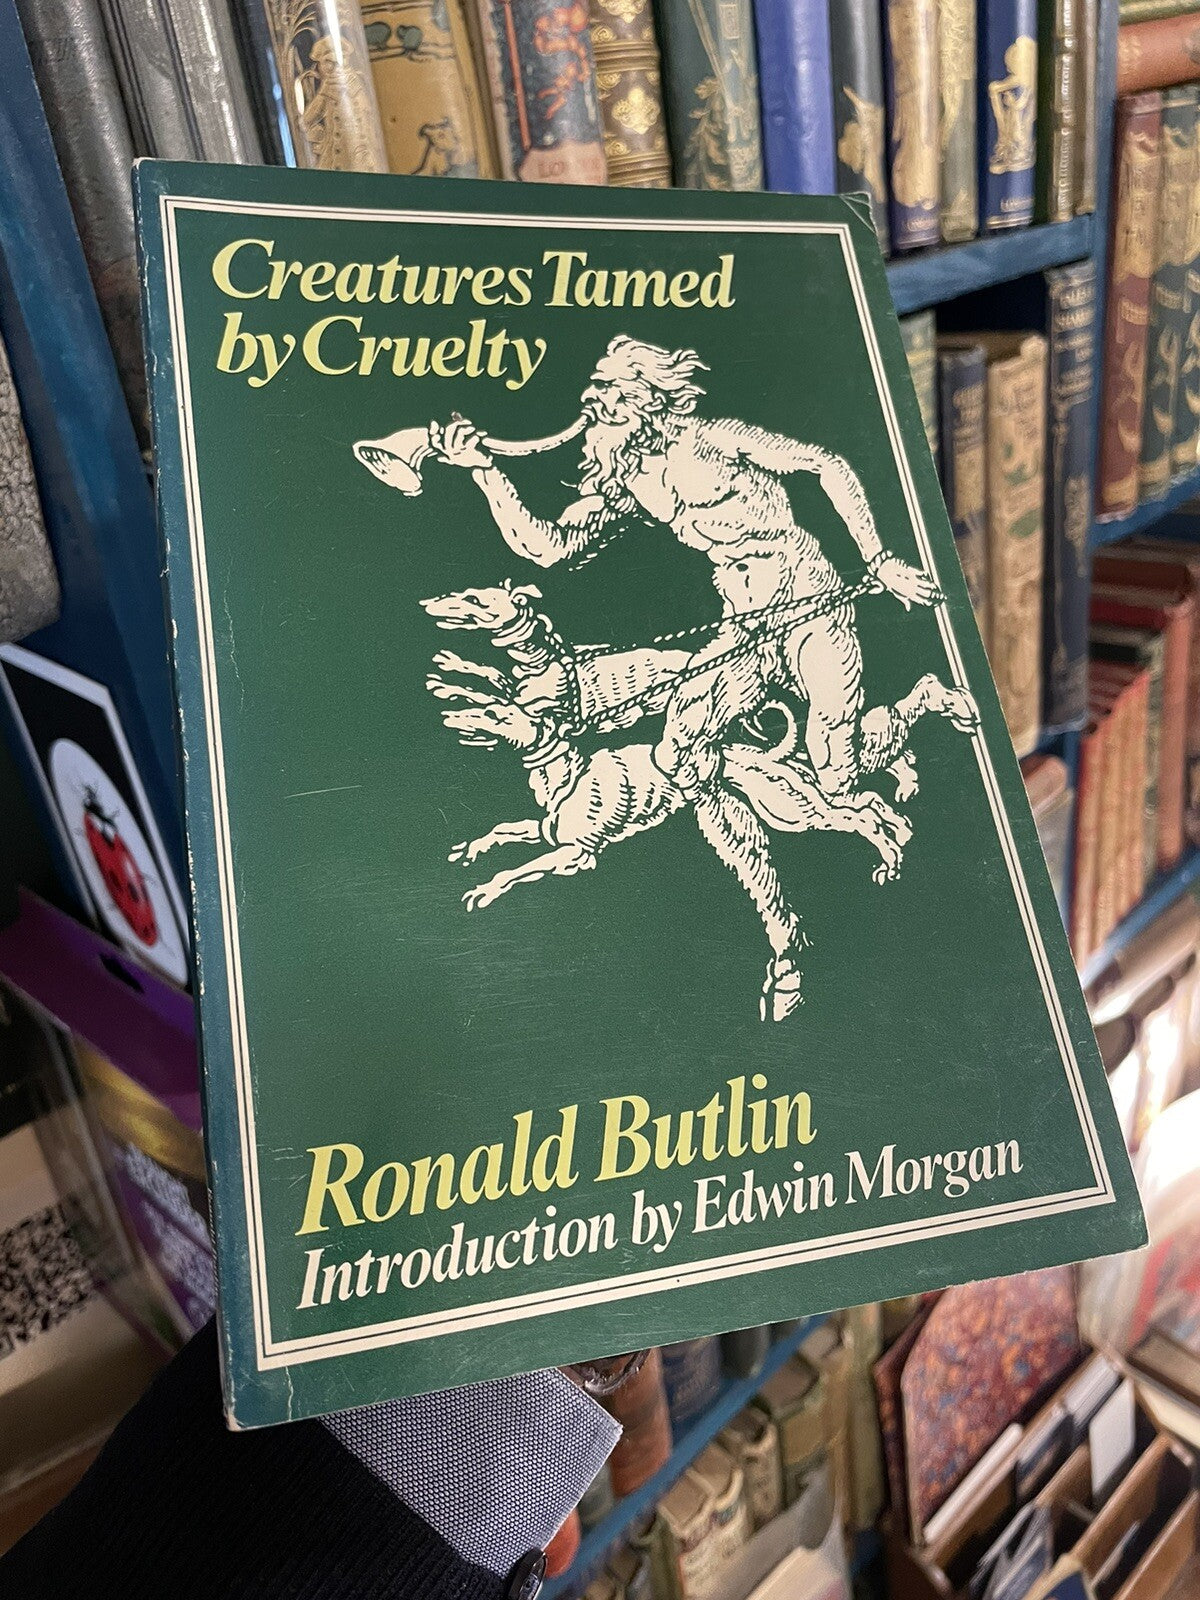 Creatures Tamed
by Cruelty
Ronald Butlin
Introduction by Edwin Morgan